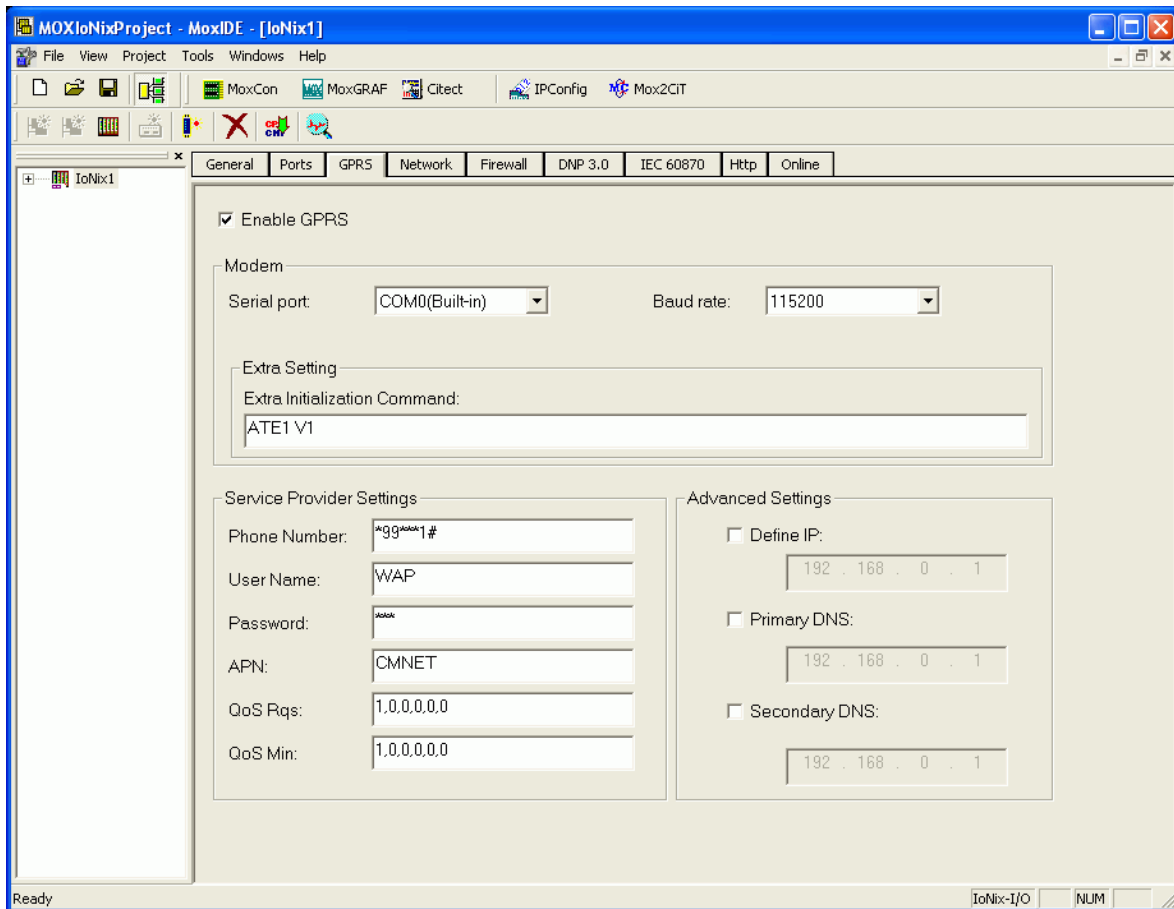 MOXIoNixProject - MoxIDE - [IoNix1]
File View Project Tools Windows Help
MoxCon MoxGRAF Citect IPConfig Mox2CiT
IoNix1
General Ports GPRS Network Firewall DNP 3.0 IEC 60870 Http Online
Enable GPRS
Modem
Serial port: COM0(Built-in) Baud rate: 115200
Extra Setting
Extra Initialization Command:
ATE1 V1
Service Provider Settings
Phone Number: *99***1#
User Name: WAP
Password: ***
APN: CMNET
QoS Rqs: 1,0,0,0,0,0
QoS Min: 1,0,0,0,0,0
Advanced Settings
Define IP:
192 . 168 . 0 . 1
Primary DNS:
192 . 168 . 0 . 1
Secondary DNS:
192 . 168 . 0 . 1
Ready IoNix-I/O NUM